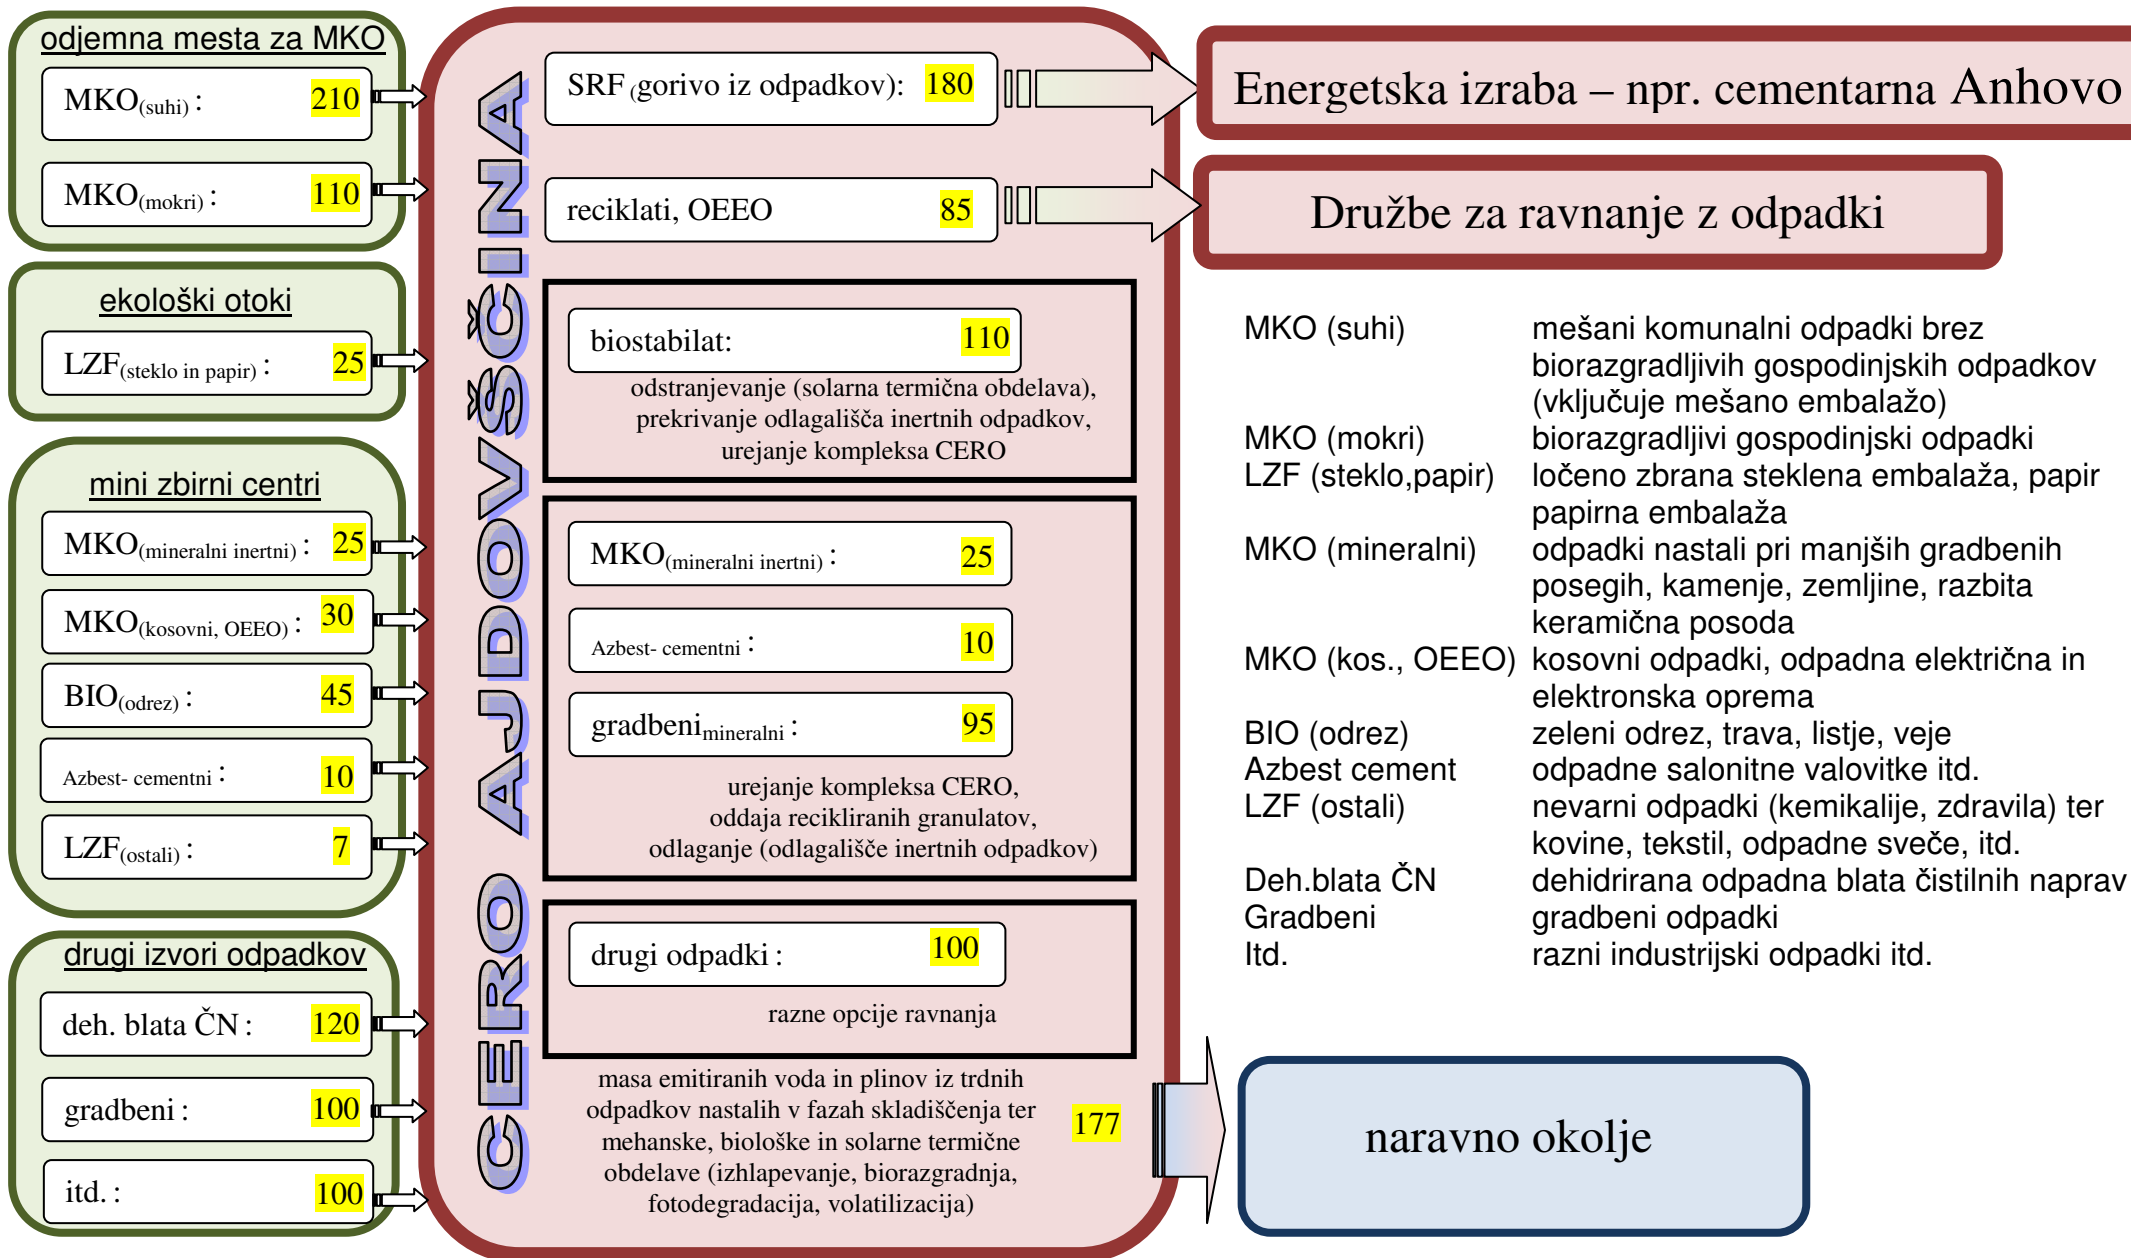 odjemna mesta za MKO
MKO(suhi) : 210
MKO(mokri) : 110
ekološki otoki
LZF(steklo in papir) : 25
mini zbirni centri
MKO(mineralni inertni) : 25
MKO(kosovni, OEEO) : 30
BIO(odrez) : 45
Azbest- cementni : 10
LZF(ostali) : 7
drugi izvori odpadkov
deh. blata ČN : 120
gradbeni : 100
itd. : 100
CERO AJDOVŠČINA
SRF (gorivo iz odpadkov): 180
reciklati, OEEO 85
biostabilat: 110
odstranjevanje (solarna termična obdelava),
prekrivanje odlagališča inertnih odpadkov,
urejanje kompleksa CERO
MKO(mineralni inertni) : 25
Azbest- cementni : 10
gradbenimineralni : 95
urejanje kompleksa CERO,
oddaja recikliranih granulatov,
odlaganje (odlagališče inertnih odpadkov)
drugi odpadki : 100
razne opcije ravnanja
masa emitiranih voda in plinov iz trdnih
odpadkov nastalih v fazah skladiščenja ter
mehanske, biološke in solarne termične
obdelave (izhlapevanje, biorazgradnja,
fotodegradacija, volatilizacija)
177
Energetska izraba – npr. cementarna Anhovo
Družbe za ravnanje z odpadki
MKO (suhi) mešani komunalni odpadki brez
biorazgradljivih gospodinjskih odpadkov
(vključuje mešano embalažo)
MKO (mokri) biorazgradljivi gospodinjski odpadki
LZF (steklo,papir) ločeno zbrana steklena embalaža, papir
papirna embalaža
MKO (mineralni) odpadki nastali pri manjših gradbenih
posegih, kamenje, zemljine, razbita
keramična posoda
MKO (kos., OEEO) kosovni odpadki, odpadna električna in
elektronska oprema
BIO (odrez) zeleni odrez, trava, listje, veje
Azbest cement odpadne salonitne valovitke itd.
LZF (ostali) nevarni odpadki (kemikalije, zdravila) ter
kovine, tekstil, odpadne sveče, itd.
Deh.blata ČN dehidrirana odpadna blata čistilnih naprav
Gradbeni gradbeni odpadki
Itd. razni industrijski odpadki itd.
naravno okolje